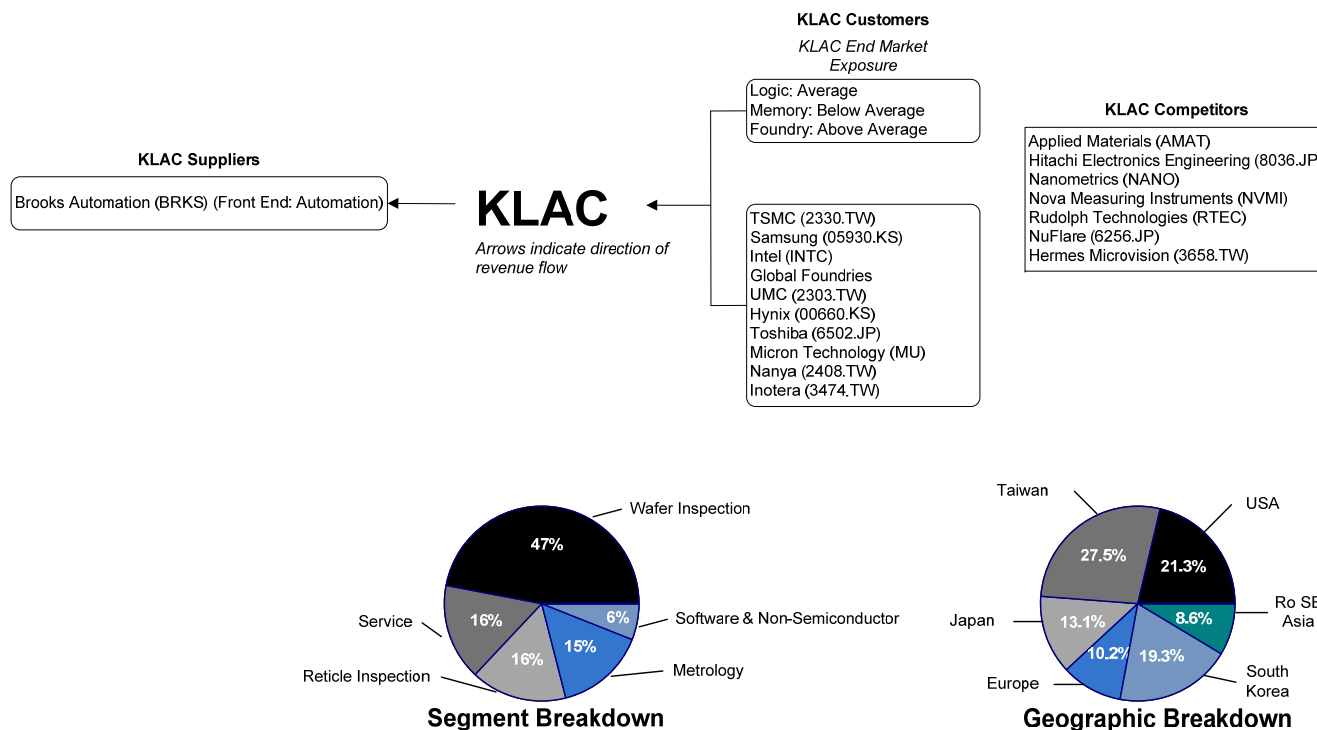 KLAC Suppliers
Brooks Automation (BRKS) (Front End: Automation)
KLAC
Arrows indicate direction of
revenue flow
KLAC Customers
KLAC End Market
Exposure
Logic: Average
Memory: Below Average
Foundry: Above Average
TSMC (2330.TW)
Samsung (05930.KS)
Intel (INTC)
Global Foundries
UMC (2303.TW)
Hynix (00660.KS)
Toshiba (6502.JP)
Micron Technology (MU)
Nanya (2408.TW)
Inotera (3474.TW)
KLAC Competitors
Applied Materials (AMAT)
Hitachi Electronics Engineering (8036.JP
Nanometrics (NANO)
Nova Measuring Instruments (NVMI)
Rudolph Technologies (RTEC)
NuFlare (6256.JP)
Hermes Microvision (3658.TW)
Wafer Inspection
47%
Service
16%
Reticle Inspection
16%
Metrology
15%
Software & Non-Semiconductor
6%
Segment Breakdown
Taiwan
27.5%
USA
21.3%
Japan
13.1%
Europe
10.2%
South
Korea
19.3%
Ro SE
Asia
8.6%
Geographic Breakdown